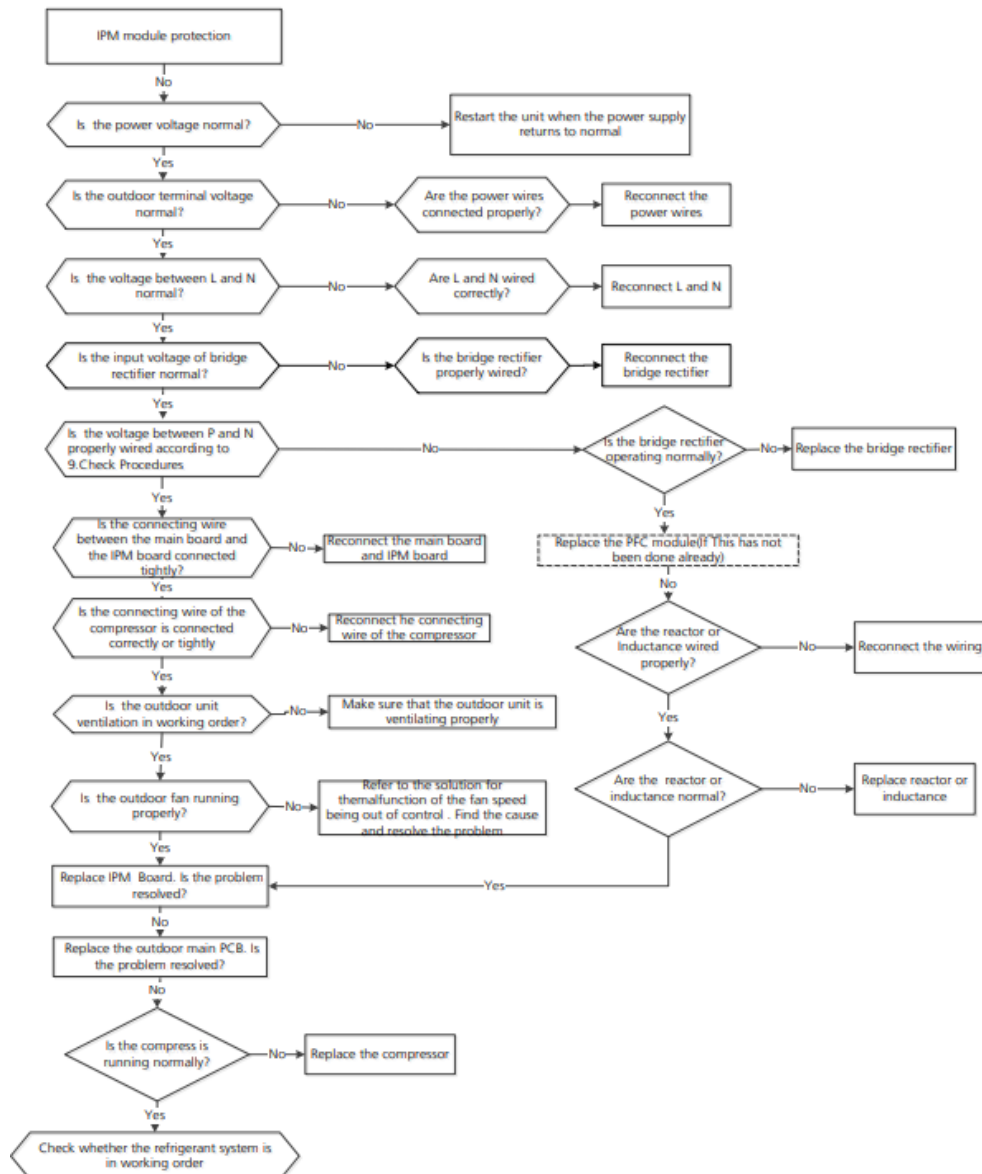 IPM module protection
No
Is the power voltage normal?
No
Restart the unit when the power supply
returns to normal
Yes
Is the outdoor terminal voltage
normal?
No
Are the power wires
connected properly?
Reconnect the
power wires
Yes
Is the voltage between L and N
normal?
No
Are L and N wired
correctly?
Reconnect L and N
Yes
Is the input voltage of bridge
rectifier normal?
No
Is the bridge rectifier
properly wired?
Reconnect the
bridge rectifier
Yes
Is the voltage between P and N
properly wired according to
9.Check Procedures
No
Is the bridge rectifier
operating normally?
No
Replace the bridge rectifier
Yes
Yes
Is the connecting wire
between the main board and
the IPM board connected
tightly?
No
Reconnect the main board
and IPM board
Replace the PFC module(If This has not
been done already)
No
Yes
Is the connecting wire of the
compressor is connected
correctly or tightly
No
Reconnect he connecting
wire of the compressor
Are the reactor or
Inductance wired
properly?
No
Reconnect the wiring
Yes
Yes
Is the outdoor unit
ventilation in working order?
No
Make sure that the outdoor unit is
ventilating properly
Yes
Is the outdoor fan running
properly?
No
Refer to the solution for
themalfunction of the fan speed
being out of control . Find the cause
and resolve the problem
Are the reactor or
inductance normal?
No
Replace reactor or
inductance
Yes
Yes
Replace IPM Board. Is the problem
resolved?
No
Replace the outdoor main PCB. Is
the problem resolved?
No
Is the compress is
running normally?
No
Replace the compressor
Yes
Check whether the refrigerant system is
in working order